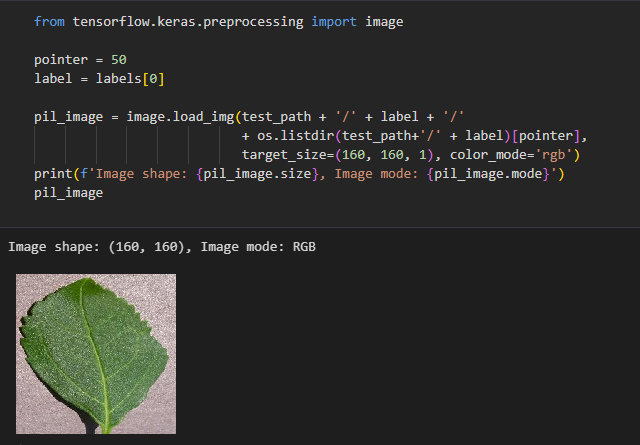 from tensorflow.keras.preprocessing import image
pointer = 50
label = labels[0]
pil_image = image.load_img(test_path + '/' + label + '/'
+ os.listdir(test_path+'/' + label)[pointer],
target_size=(160, 160, 1), color_mode='rgb')
print(f'Image shape: {pil_image.size}, Image mode: {pil_image.mode}')
pil_image
Image shape: (160, 160), Image mode: RGB